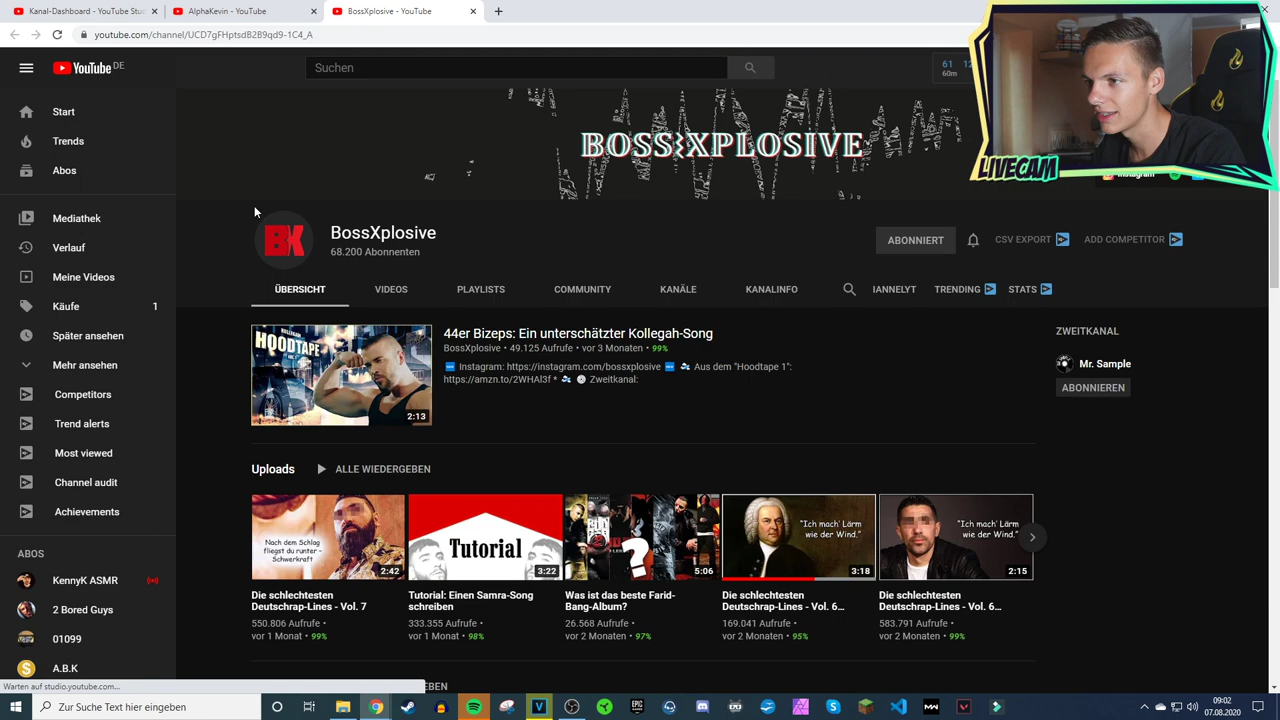 Kanal-Dashboard - YouTube Stu
AlphaKevin - YouTube
BossXplosive - YouTube
youtube.com/channel/UCD7gFHptsdB2B9qd9-1C4_A
YouTube DE
Suchen
61
60m
BOSSXPLOSIVE
LIVECAM
Instagram
Start
Trends
Abos
Mediathek
Verlauf
Meine Videos
Käufe 1
Später ansehen
Mehr ansehen
Competitors
Trend alerts
Most viewed
Channel audit
Achievements
ABOS
KennyK ASMR
2 Bored Guys
01099
A.B.K
BK
BossXplosive
68.200 Abonnenten
ABONNIERT
CSV EXPORT
ADD COMPETITOR
ÜBERSICHT
VIDEOS
PLAYLISTS
COMMUNITY
KANÄLE
KANALINFO
IANNELYT
TRENDING
STATS
HOODTAPE
2:13
44er Bizeps: Ein unterschätzter Kollegah-Song
BossXplosive • 49.125 Aufrufe • vor 3 Monaten • 99%
Instagram: https://instagram.com/bossxplosive Aus dem "Hoodtape 1":
https://amzn.to/2WHAl3f * Zweitkanal:
ZWEITKANAL
Mr. Sample
ABONNIEREN
Uploads
ALLE WIEDERGEBEN
Nach dem Schlag
fliegst du runter –
Schwerkraft
2:42
Die schlechtesten
Deutschrap-Lines - Vol. 7
550.806 Aufrufe •
vor 1 Monat • 99%
Tutorial
3:22
Tutorial: Einen Samra-Song
schreiben
333.355 Aufrufe •
vor 1 Monat • 98%
?
5:06
Was ist das beste Farid-
Bang-Album?
26.568 Aufrufe •
vor 2 Monaten • 97%
"Ich mach' Lärm
wie der Wind."
3:18
Die schlechtesten
Deutschrap-Lines - Vol. 6...
169.041 Aufrufe •
vor 2 Monaten • 95%
"Ich mach' Lärm
wie der Wind."
2:15
Die schlechtesten
Deutschrap-Lines - Vol. 6...
583.791 Aufrufe •
vor 2 Monaten • 99%
Warten auf studio.youtube.com...
Zur Suche Text hier eingeben
09:02
07.08.2020